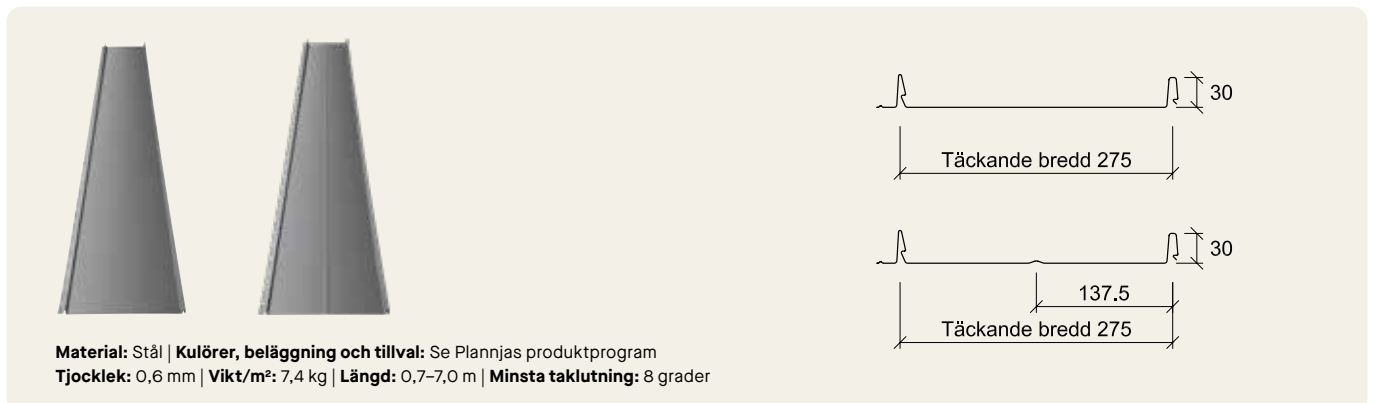 30
Täckande bredd 275
30
137.5
Täckande bredd 275
Material: Stål | Kulörer, beläggning och tillval: Se Plannjas produktprogram
Tjocklek: 0,6 mm | Vikt/m²: 7,4 kg | Längd: 0,7–7,0 m | Minsta taklutning: 8 grader